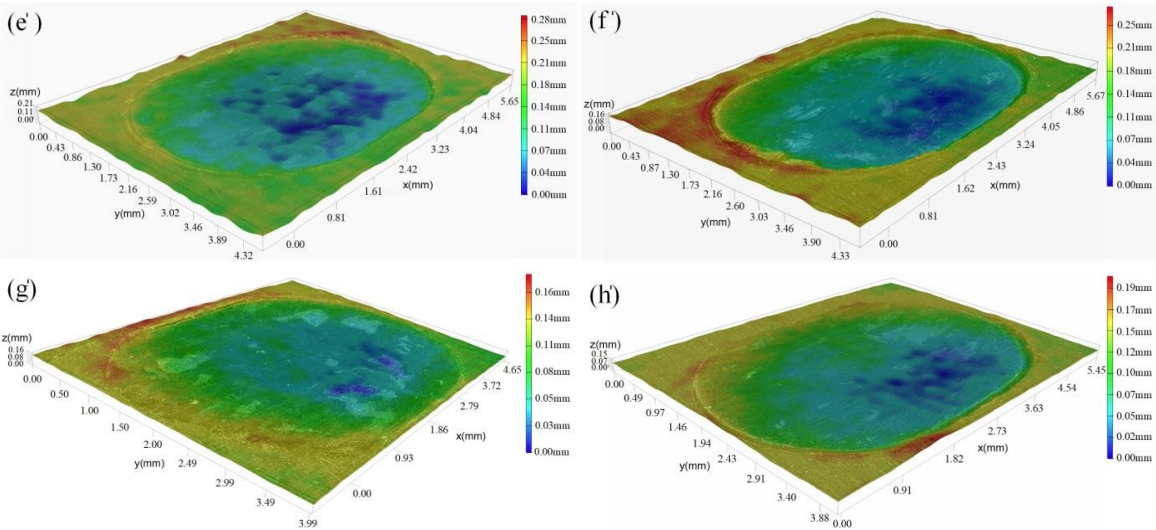 (e')
z(mm)
0.21
0.11
0.00
0.00
0.43
0.86
1.30
1.73
2.16
2.59
3.02
3.46
3.89
4.32
y(mm)
0.00
0.81
1.61
2.42
3.23
4.04
4.84
5.65
x(mm)
0.28mm
0.25mm
0.21mm
0.18mm
0.14mm
0.11mm
0.07mm
0.04mm
0.00mm
(f')
z(mm)
0.16
0.08
0.00
0.00
0.43
0.87
1.30
1.73
2.16
2.60
3.03
3.46
3.90
4.33
y(mm)
0.00
0.81
1.62
2.43
3.24
4.05
4.86
5.67
x(mm)
0.25mm
0.21mm
0.18mm
0.14mm
0.11mm
0.07mm
0.04mm
0.00mm
(g')
z(mm)
0.16
0.08
0.00
0.00
0.50
1.00
1.50
2.00
2.49
2.99
3.49
3.99
y(mm)
0.00
0.93
1.86
2.79
3.72
4.65
x(mm)
0.16mm
0.14mm
0.11mm
0.08mm
0.05mm
0.03mm
0.00mm
(h')
z(mm)
0.15
0.07
0.00
0.00
0.49
0.97
1.46
1.94
2.43
2.91
3.40
3.88
y(mm)
0.00
0.91
1.82
2.73
3.63
4.54
5.45
x(mm)
0.19mm
0.17mm
0.15mm
0.12mm
0.10mm
0.07mm
0.05mm
0.02mm
0.00mm